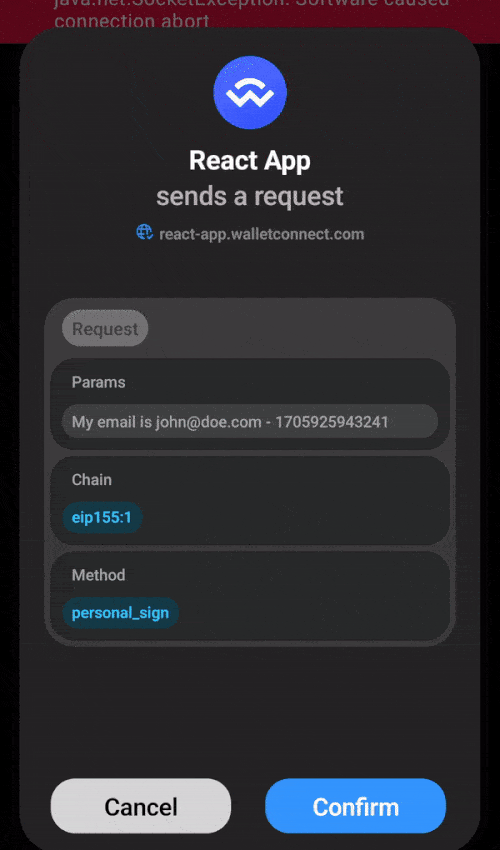 java.net.SocketException: Software caused
connection abort
React App
sends a request
react-app.walletconnect.com
Request
Params
My email is john@doe.com - 1705925943241
Chain
eip155:1
Method
personal_sign
Cancel
Confirm